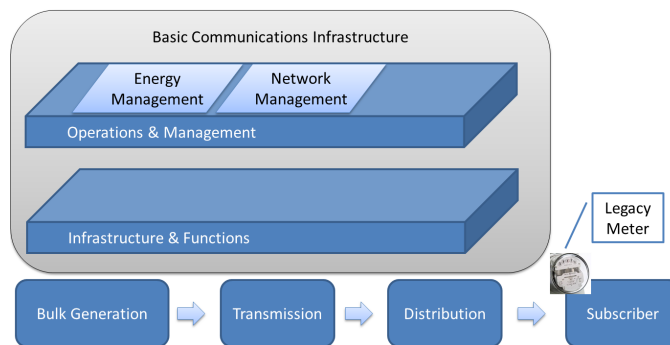 Basic Communications Infrastructure
Energy
Management
Network
Management
Operations & Management
Infrastructure & Functions
Legacy
Meter
Bulk Generation
Transmission
Distribution
Subscriber